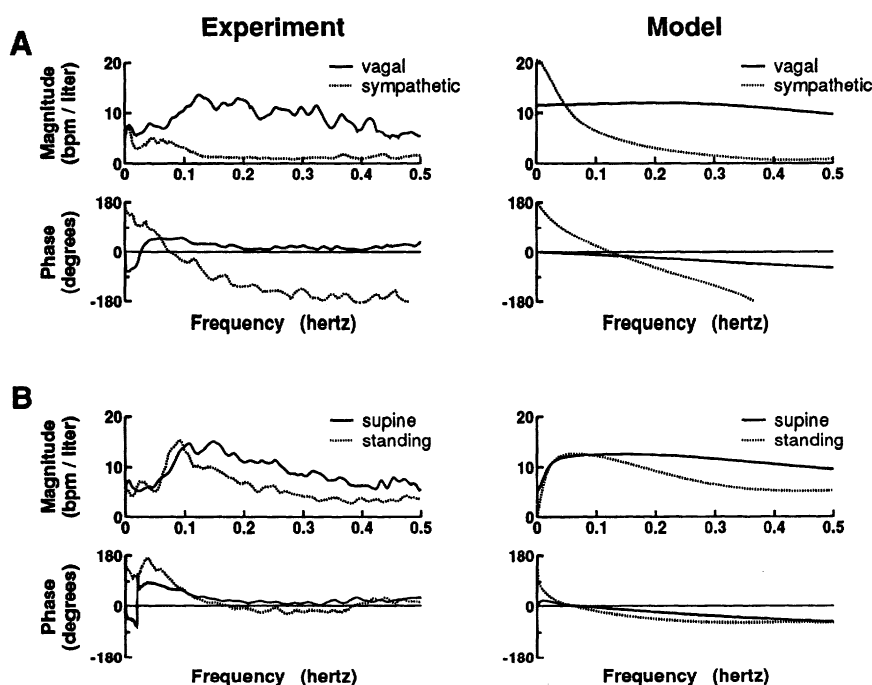 Experiment
Model
A
Magnitude
(bpm / liter)
20
10
0
vagal
sympathetic
0
0.1
0.2
0.3
0.4
0.5
20
10
0
vagal
sympathetic
0
0.1
0.2
0.3
0.4
0.5
Phase
(degrees)
180
0
-180
Frequency (hertz)
180
0
-180
Frequency (hertz)
B
Magnitude
(bpm / liter)
20
10
0
supine
standing
0
0.1
0.2
0.3
0.4
0.5
Magnitude
(bpm / liter)
20
10
0
supine
standing
0
0.1
0.2
0.3
0.4
0.5
Phase
(degrees)
180
0
-180
Frequency (hertz)
Phase
(degrees)
180
0
-180
Frequency (hertz)